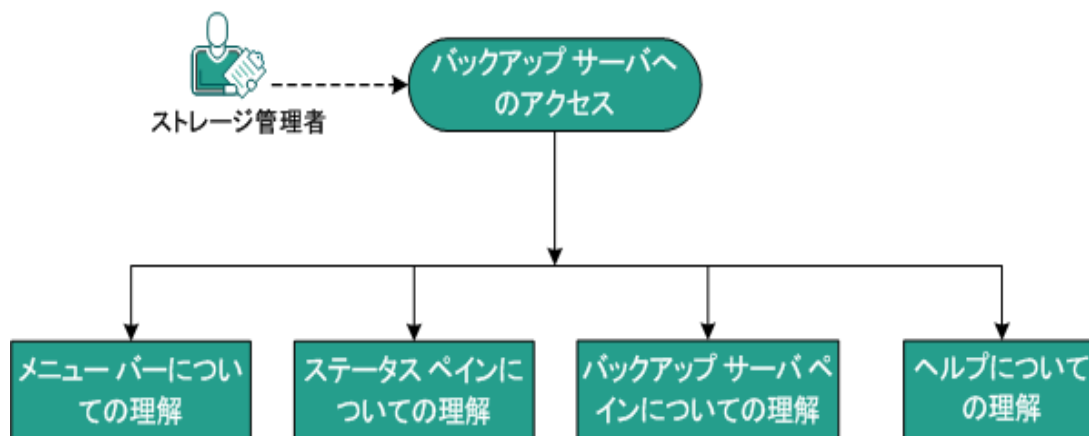 バックアップ サーバへ
のアクセス
ストレージ管理者
メニュー バーについ
ての理解
ステータス ペインに
ついての理解
バックアップ サーバ ペ
インについての理解
ヘルプについて
の理解